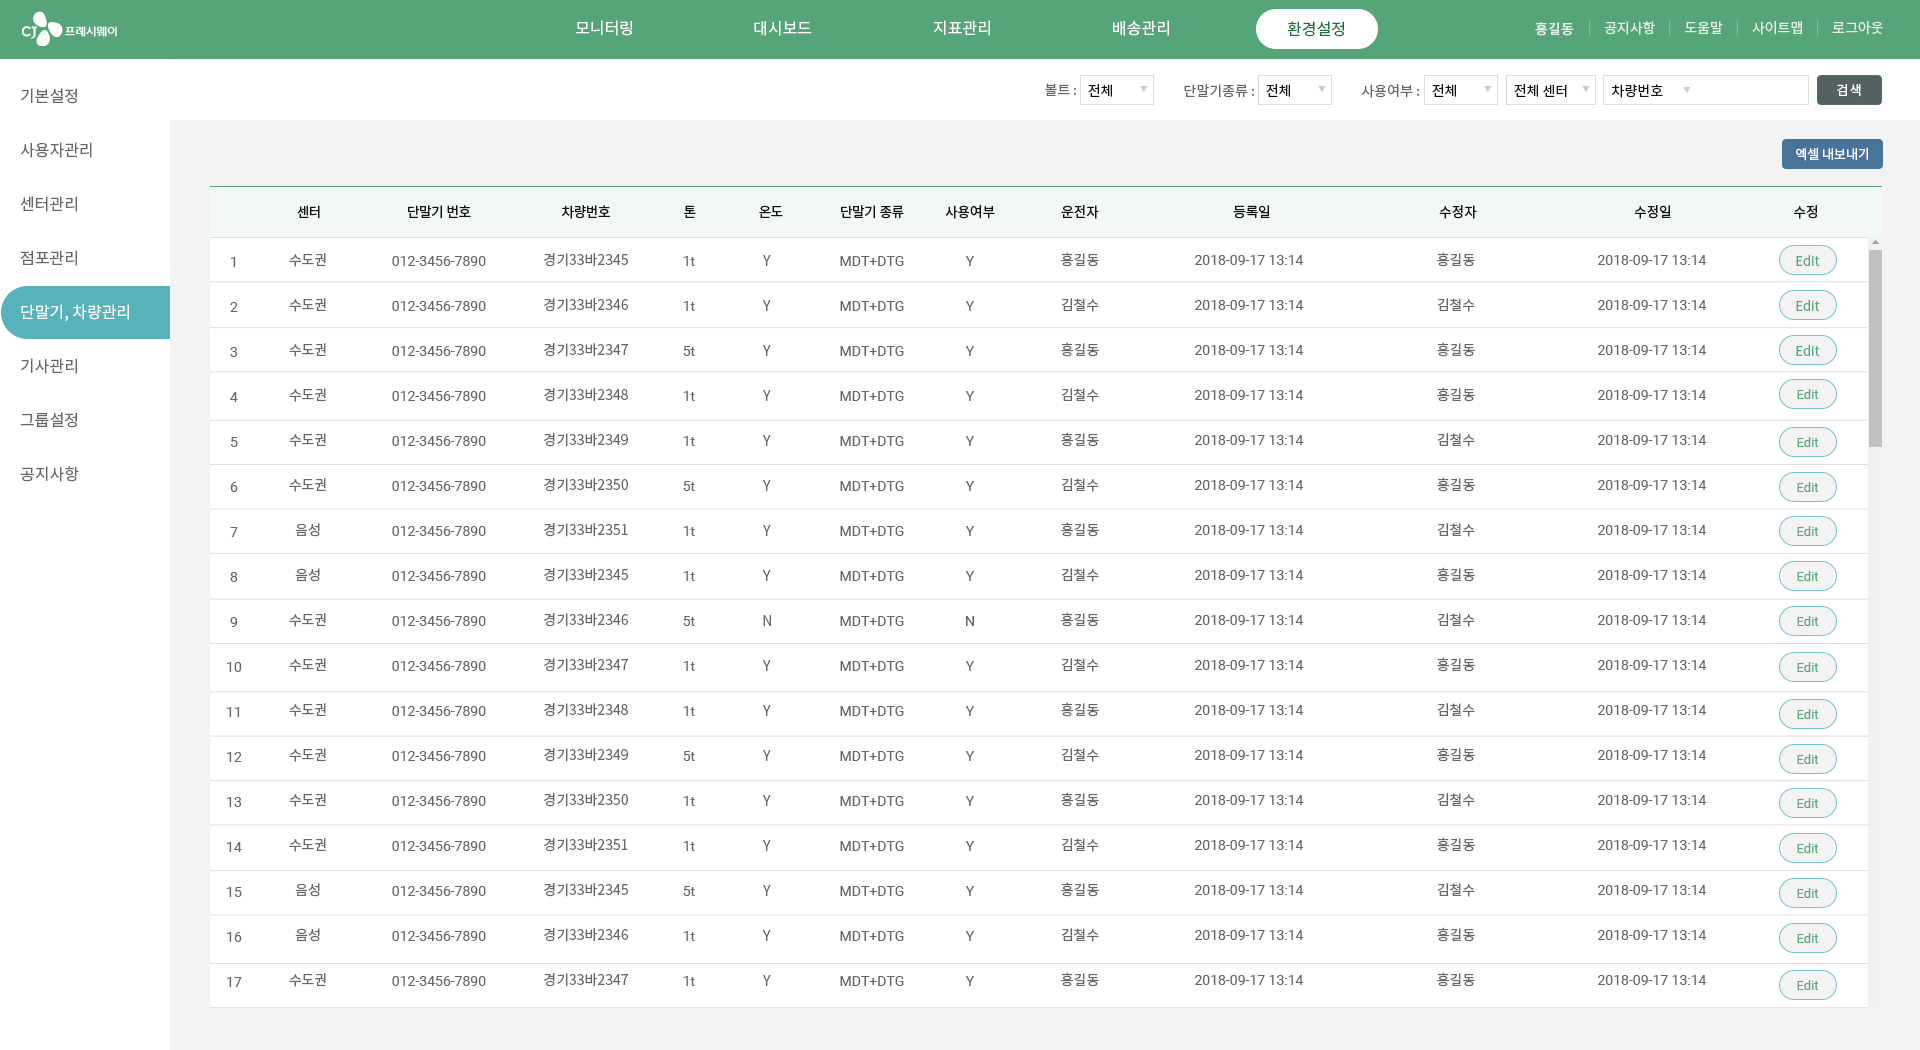 CJ 프레시웨이 모니터링 대시보드 지표관리 배송관리 환경설정 홍길동 공지사항 도움말 사이트맵 로그아웃
볼트 : 전체 단말기종류 : 전체 사용여부 : 전체 전체 센터 차량번호 검색
기본설정
사용자관리
센터관리
점포관리
단말기, 차량관리
기사관리
그룹설정
공지사항
엑셀 내보내기
센터 단말기 번호 차량번호 톤 온도 단말기 종류 사용여부 운전자 등록일 수정자 수정일 수정
1 수도권 012-3456-7890 경기33바2345 1t Y MDT+DTG Y 홍길동 2018-09-17 13:14 홍길동 2018-09-17 13:14 Edit
2 수도권 012-3456-7890 경기33바2346 1t Y MDT+DTG Y 김철수 2018-09-17 13:14 김철수 2018-09-17 13:14 Edit
3 수도권 012-3456-7890 경기33바2347 5t Y MDT+DTG Y 홍길동 2018-09-17 13:14 홍길동 2018-09-17 13:14 Edit
4 수도권 012-3456-7890 경기33바2348 1t Y MDT+DTG Y 김철수 2018-09-17 13:14 홍길동 2018-09-17 13:14 Edit
5 수도권 012-3456-7890 경기33바2349 1t Y MDT+DTG Y 홍길동 2018-09-17 13:14 김철수 2018-09-17 13:14 Edit
6 수도권 012-3456-7890 경기33바2350 5t Y MDT+DTG Y 김철수 2018-09-17 13:14 홍길동 2018-09-17 13:14 Edit
7 음성 012-3456-7890 경기33바2351 1t Y MDT+DTG Y 홍길동 2018-09-17 13:14 김철수 2018-09-17 13:14 Edit
8 음성 012-3456-7890 경기33바2345 1t Y MDT+DTG Y 김철수 2018-09-17 13:14 홍길동 2018-09-17 13:14 Edit
9 수도권 012-3456-7890 경기33바2346 5t N MDT+DTG N 홍길동 2018-09-17 13:14 김철수 2018-09-17 13:14 Edit
10 수도권 012-3456-7890 경기33바2347 1t Y MDT+DTG Y 김철수 2018-09-17 13:14 홍길동 2018-09-17 13:14 Edit
11 수도권 012-3456-7890 경기33바2348 1t Y MDT+DTG Y 홍길동 2018-09-17 13:14 김철수 2018-09-17 13:14 Edit
12 수도권 012-3456-7890 경기33바2349 5t Y MDT+DTG Y 김철수 2018-09-17 13:14 홍길동 2018-09-17 13:14 Edit
13 수도권 012-3456-7890 경기33바2350 1t Y MDT+DTG Y 홍길동 2018-09-17 13:14 김철수 2018-09-17 13:14 Edit
14 수도권 012-3456-7890 경기33바2351 1t Y MDT+DTG Y 김철수 2018-09-17 13:14 홍길동 2018-09-17 13:14 Edit
15 음성 012-3456-7890 경기33바2345 5t Y MDT+DTG Y 홍길동 2018-09-17 13:14 김철수 2018-09-17 13:14 Edit
16 음성 012-3456-7890 경기33바2346 1t Y MDT+DTG Y 김철수 2018-09-17 13:14 홍길동 2018-09-17 13:14 Edit
17 수도권 012-3456-7890 경기33바2347 1t Y MDT+DTG Y 홍길동 2018-09-17 13:14 홍길동 2018-09-17 13:14 Edit